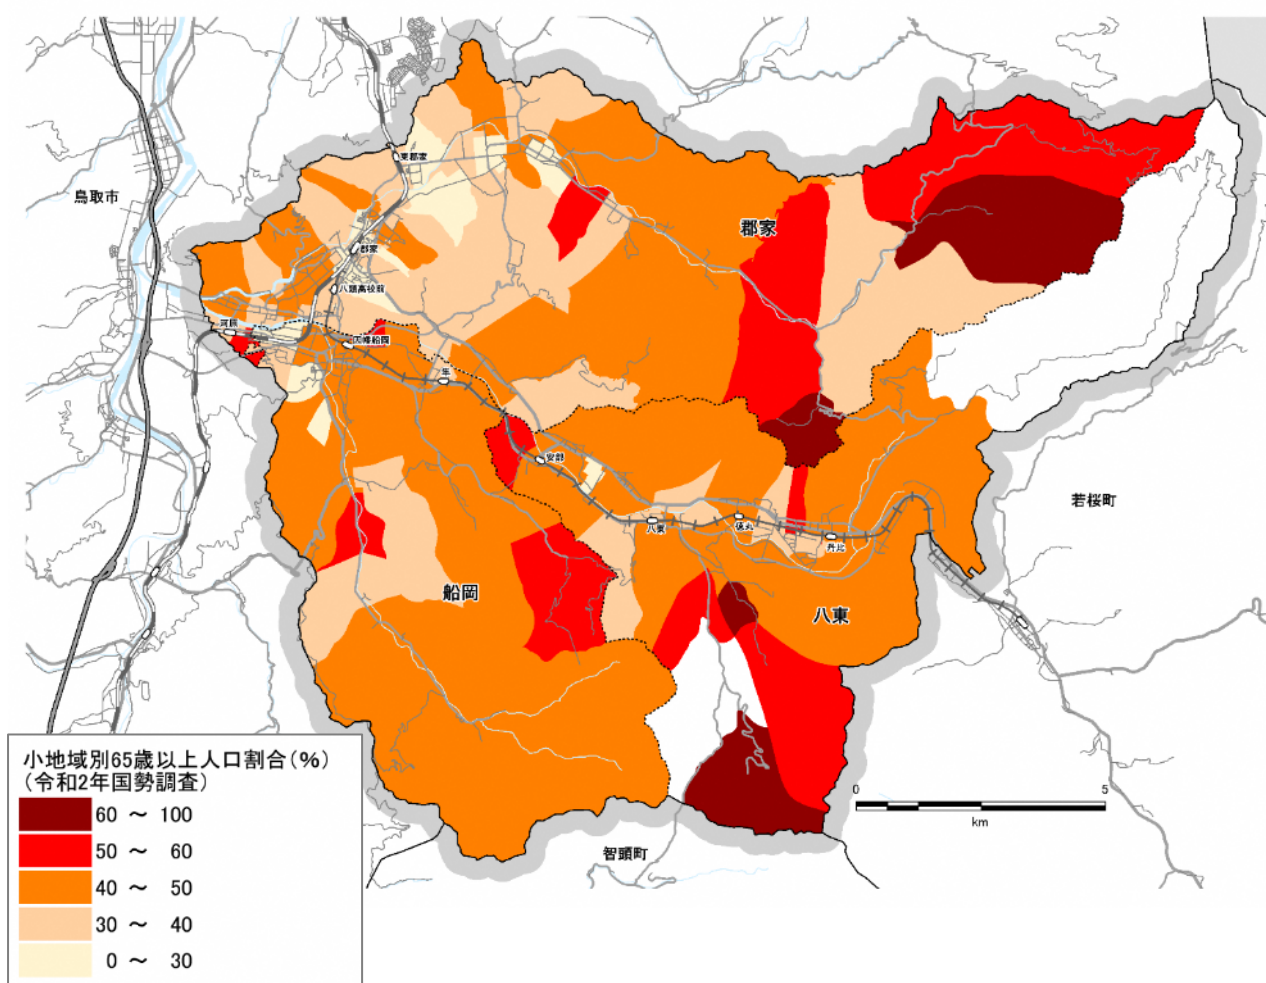 鳥取市
東郡家
郡家
郡家
八頭高校前
河原
因幡船岡
隼
安部
若桜町
八東
徳丸
丹比
船岡
八東
0 5
km
智頭町
小地域別65歳以上人口割合(%)
(令和2年国勢調査)
60 ～ 100
50 ～ 60
40 ～ 50
30 ～ 40
0 ～ 30